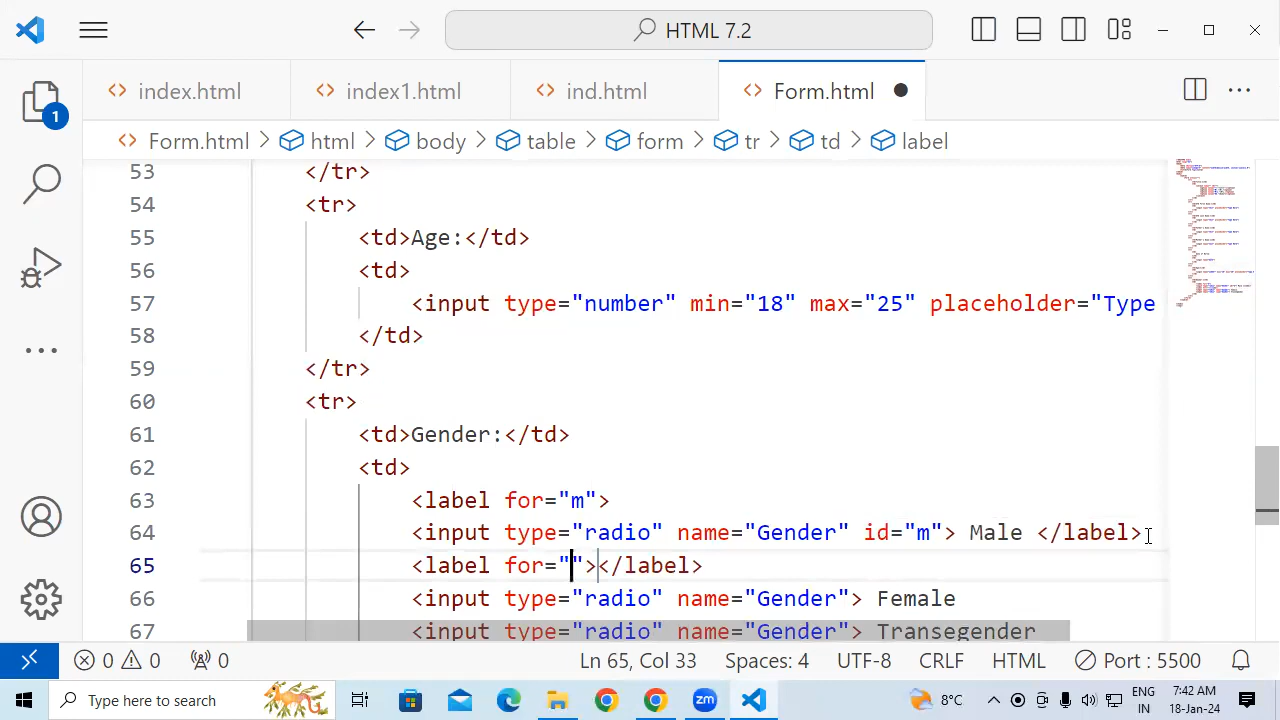 HTML 7.2
index.html index1.html ind.html Form.html
1
Form.html html body table form tr td label
53 </tr>
54 <tr>
55 <td>Age:</td>
56 <td>
57 <input type="number" min="18" max="25" placeholder="Type
58 </td>
59 </tr>
60 <tr>
61 <td>Gender:</td>
62 <td>
63 <label for="m">
64 <input type="radio" name="Gender" id="m"> Male </label>
65 <label for=""></label>
66 <input type="radio" name="Gender"> Female
67 <input type="radio" name="Gender"> Transegender
0 0 0 Ln 65, Col 33 Spaces: 4 UTF-8 CRLF HTML Port : 5500
Type here to search zm 8°C ENG 7:42 AM
IN 18-Jan-24